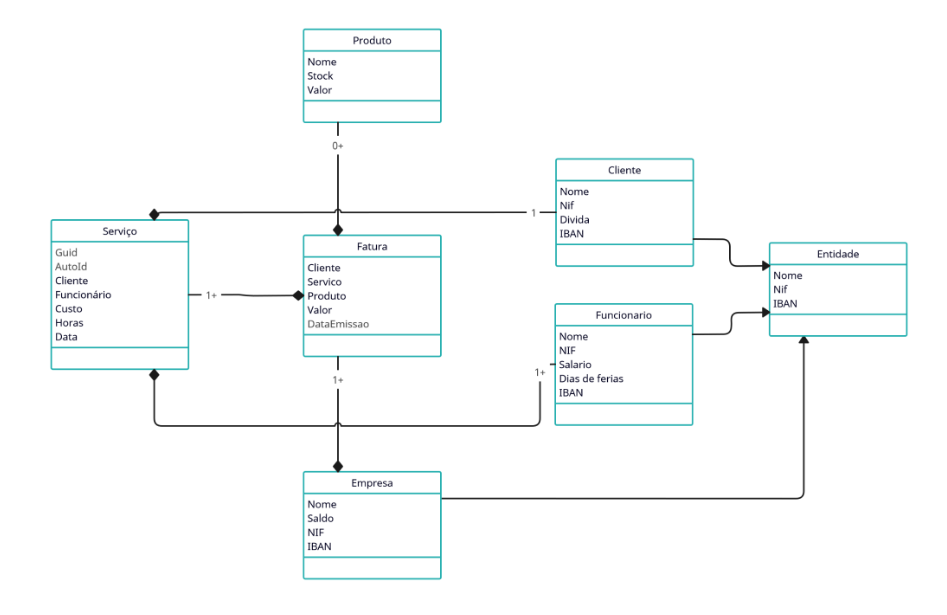 Produto
Nome
Stock
Valor
0+
Cliente
Nome
Nif
Divida
IBAN
1
Serviço
Guid
AutoId
Cliente
Funcionário
Custo
Horas
Data
1+
Fatura
Cliente
Servico
Produto
Valor
DataEmissao
Entidade
Nome
Nif
IBAN
Funcionario
Nome
NIF
Salario
Dias de ferias
IBAN
1+
1+
Empresa
Nome
Saldo
NIF
IBAN